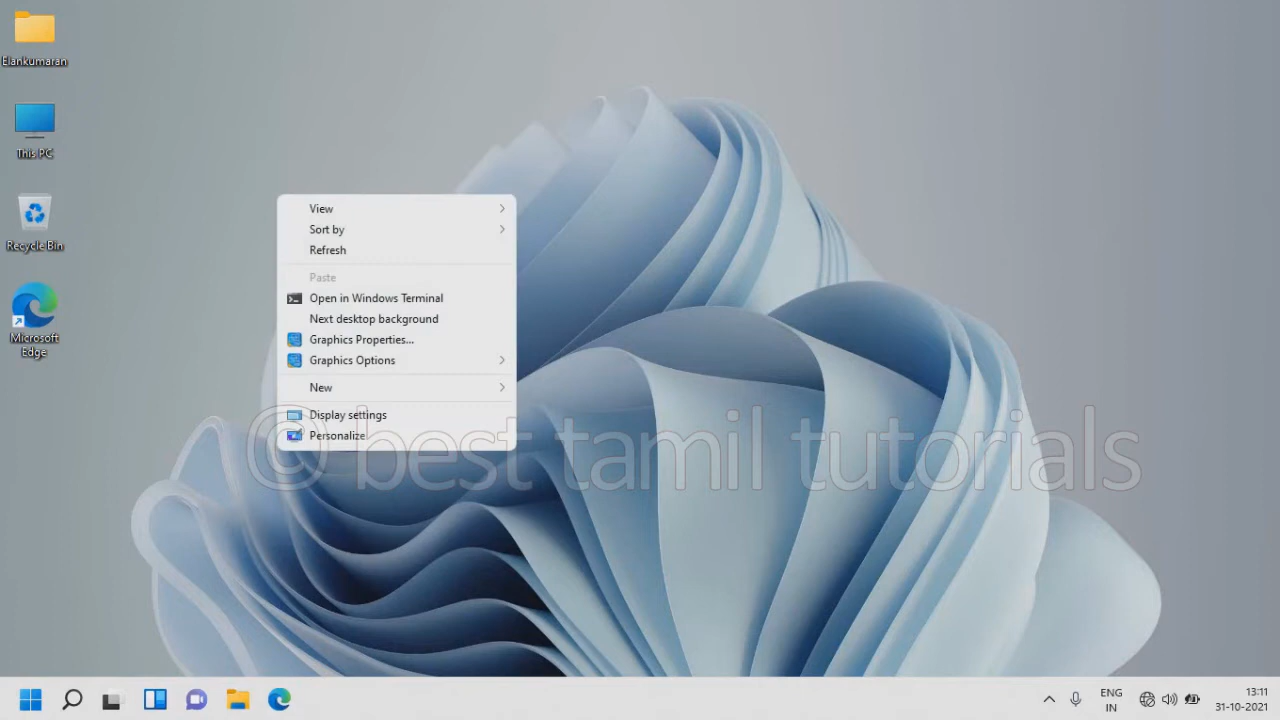 Elankumaran
This PC
Recycle Bin
Microsoft
Edge
View
Sort by
Refresh
Paste
Open in Windows Terminal
Next desktop background
Graphics Properties...
Graphics Options
New
Display settings
Personalize
© best tamil tutorials
ENG
IN
13:11
31-10-2021